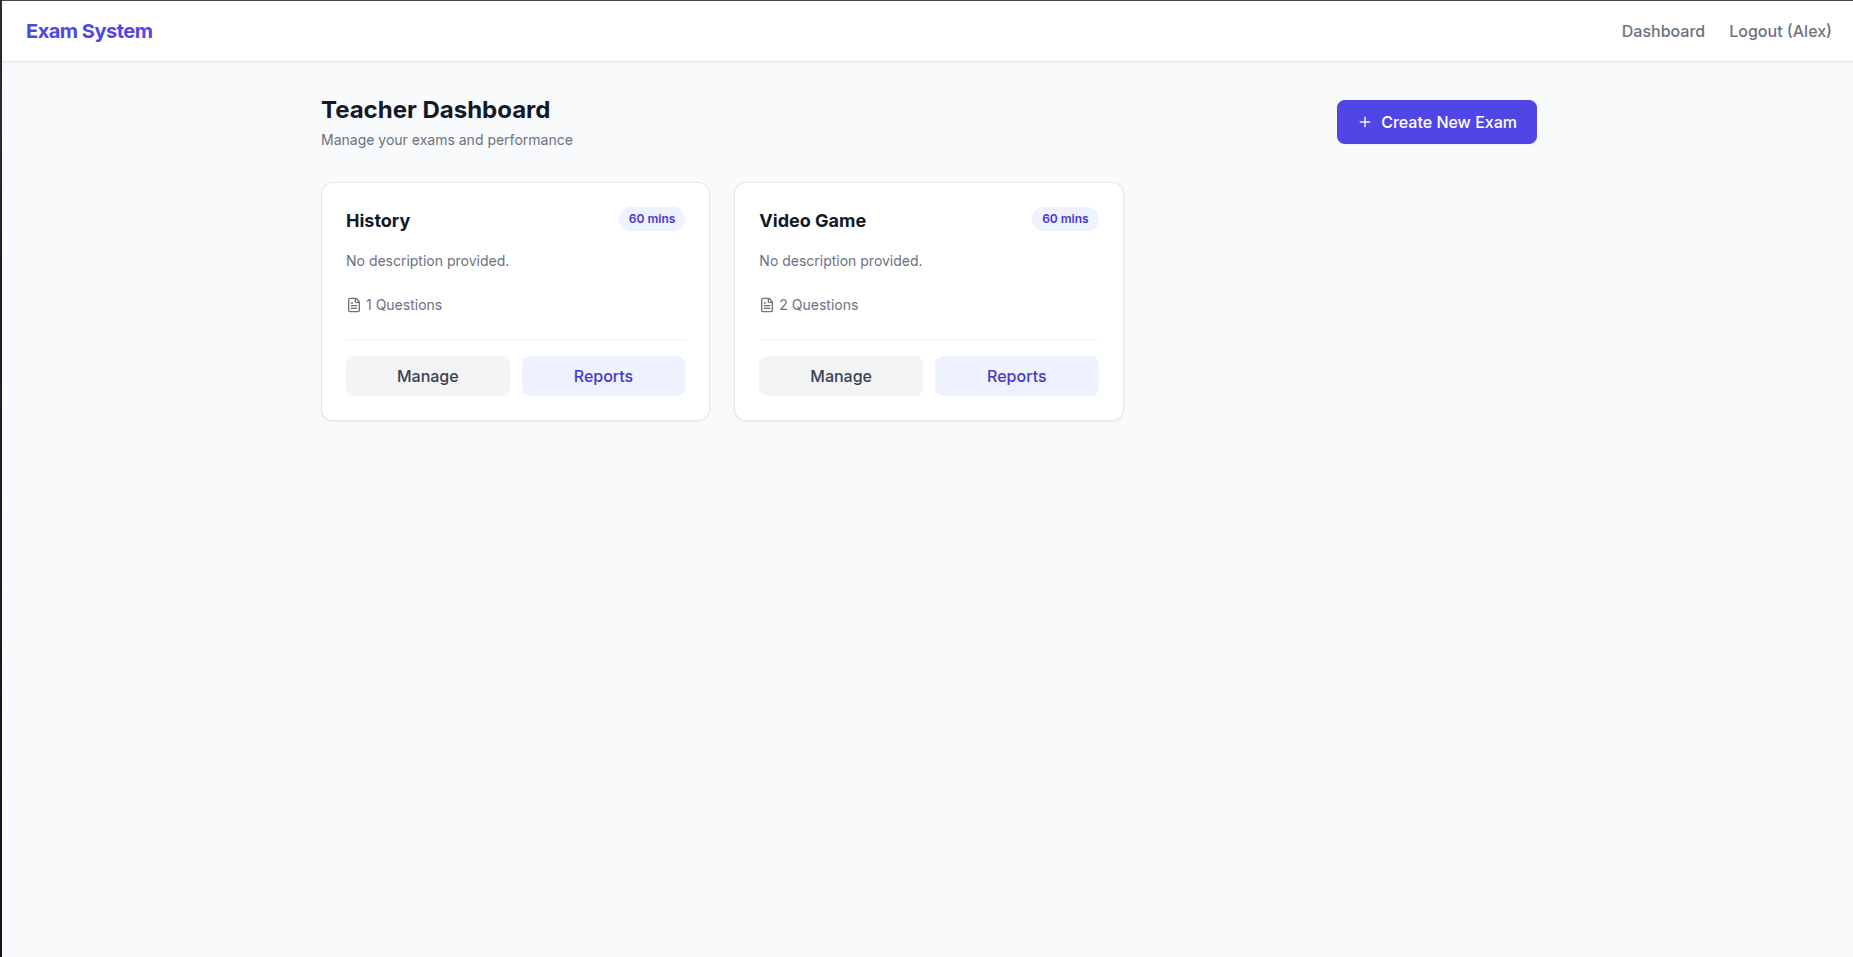 Exam System
Dashboard Logout (Alex)
Teacher Dashboard
Manage your exams and performance
+ Create New Exam
History 60 mins
No description provided.
1 Questions
Manage Reports
Video Game 60 mins
No description provided.
2 Questions
Manage Reports